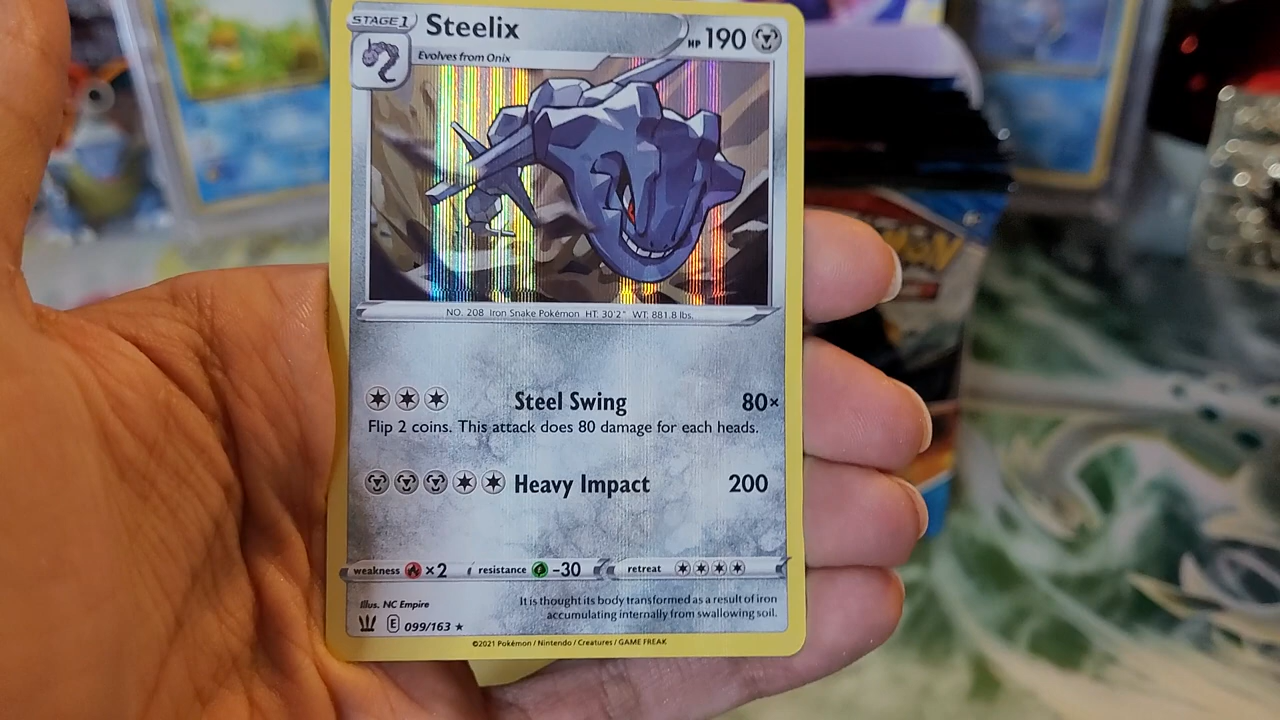 STAGE 1
Steelix
HP 190
Evolves from Onix
NO. 208 Iron Snake Pokémon HT: 30'2" WT: 881.8 lbs.
Steel Swing 80×
Flip 2 coins. This attack does 80 damage for each heads.
Heavy Impact 200
weakness ×2 resistance -30 retreat
Illus. NC Empire
It is thought its body transformed as a result of iron
accumulating internally from swallowing soil.
E 099/163 ★
©2021 Pokémon / Nintendo / Creatures / GAME FREAK